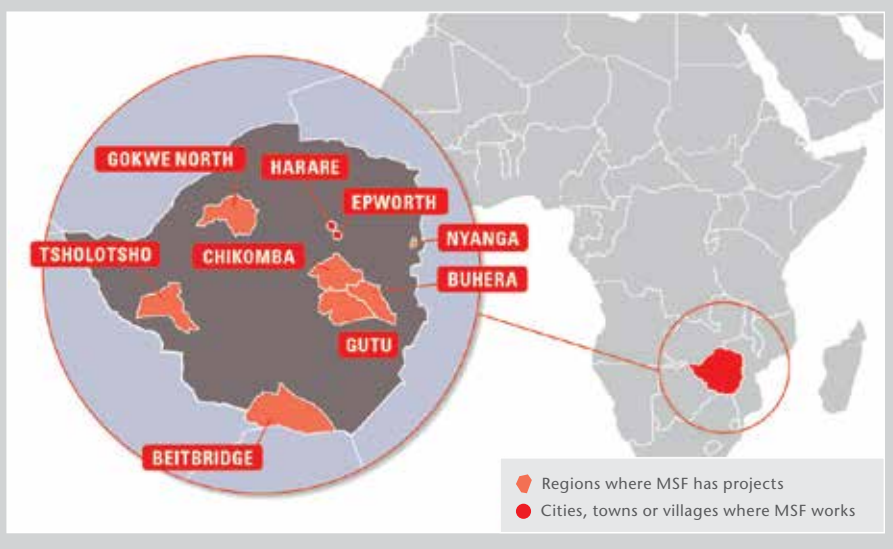 GOKWE NORTH
HARARE
EPWORTH
NYANGA
TSHOLOTSHO
CHIKOMBA
BUHERA
GUTU
BEITBRIDGE
Regions where MSF has projects
Cities, towns or villages where MSF works